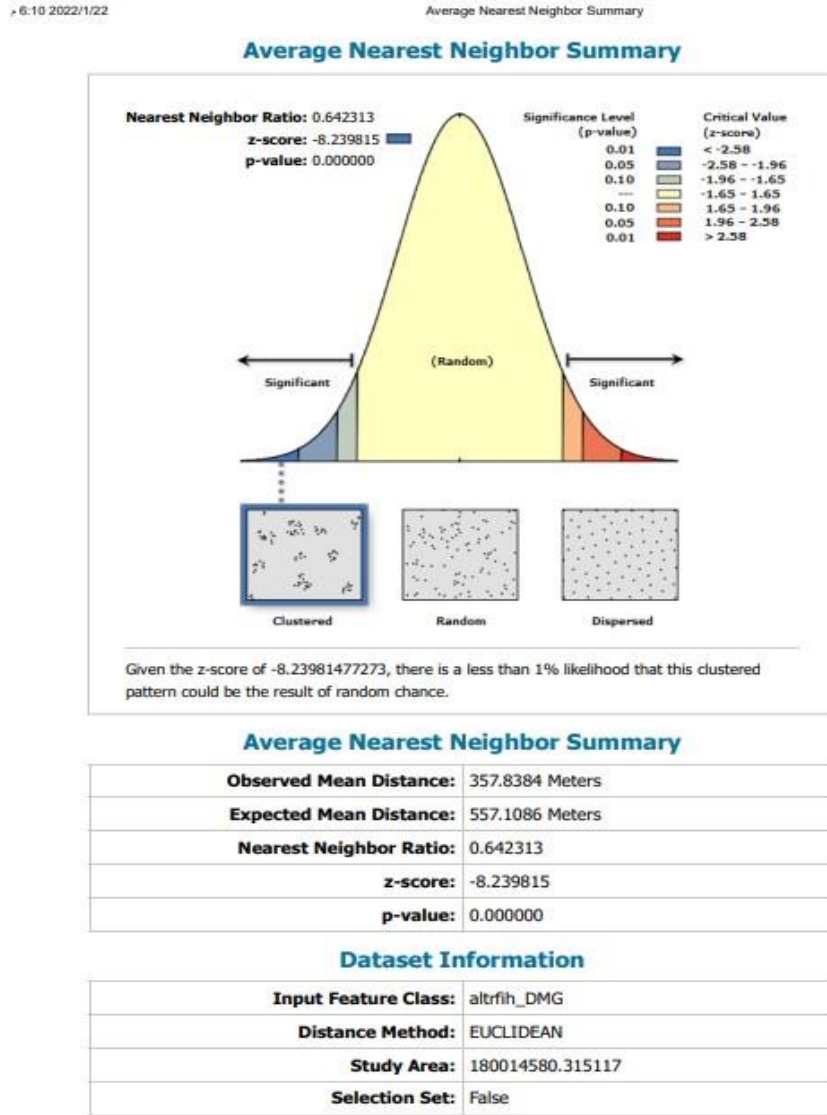 م 6:10 2022/1/22
Average Nearest Neighbor Summary
Average Nearest Neighbor Summary
Nearest Neighbor Ratio: 0.642313
z-score: -8.239815
p-value: 0.000000
Significance Level (p-value)
Critical Value (z-score)
0.01 < -2.58
0.05 -2.58 - -1.96
0.10 -1.96 - -1.65
--- -1.65 - 1.65
0.10 1.65 - 1.96
0.05 1.96 - 2.58
0.01 > 2.58
(Random)
Significant Significant
Clustered Random Dispersed
Given the z-score of -8.23981477273, there is a less than 1% likelihood that this clustered
pattern could be the result of random chance.
Average Nearest Neighbor Summary
Observed Mean Distance: 357.8384 Meters
Expected Mean Distance: 557.1086 Meters
Nearest Neighbor Ratio: 0.642313
z-score: -8.239815
p-value: 0.000000
Dataset Information
Input Feature Class: altrfih_DMG
Distance Method: EUCLIDEAN
Study Area: 180014580.315117
Selection Set: False